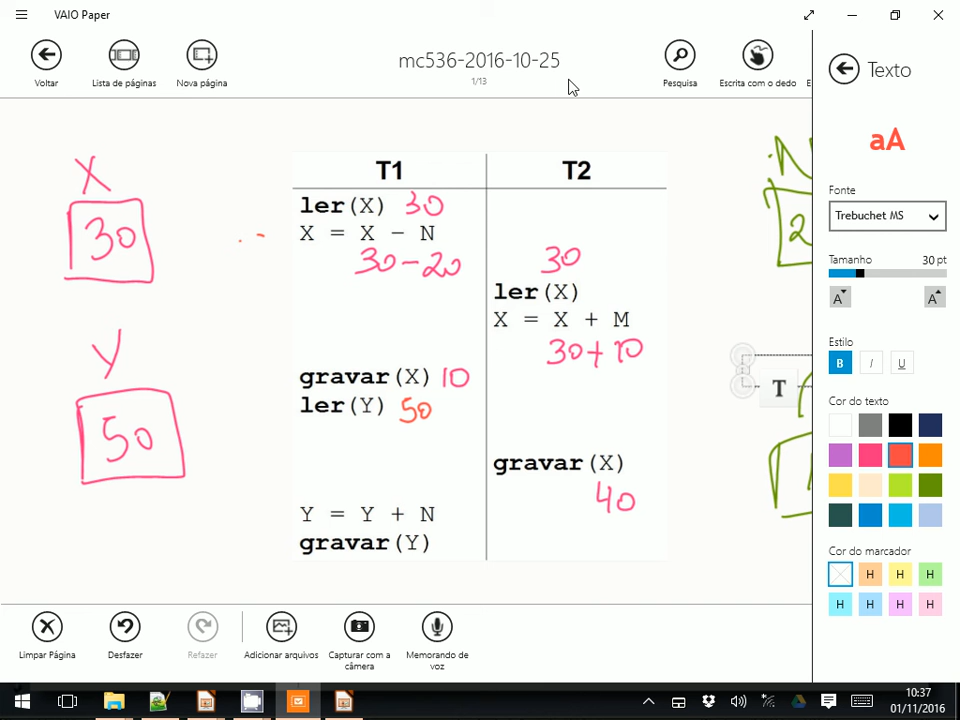 VAIO Paper
Voltar
Lista de páginas
Nova página
mc536-2016-10-25
1/13
Pesquisa
Escrita com o dedo
E
Texto
aA
Fonte
Trebuchet MS
Tamanho 30 pt
A A
Estilo
B I U
Cor do texto
Cor do marcador
H H H
H H H H
X
30
Y
50
T1 T2
ler(X) 30
X = X - N
30-20
30
ler(X)
X = X + M
30+10
gravar(X) 10
ler(Y) 50
gravar(X)
40
Y = Y + N
gravar(Y)
N
2
T
Limpar Página
Desfazer
Refazer
Adicionar arquivos
Capturar com a
câmera
Memorando de
voz
10:37
01/11/2016